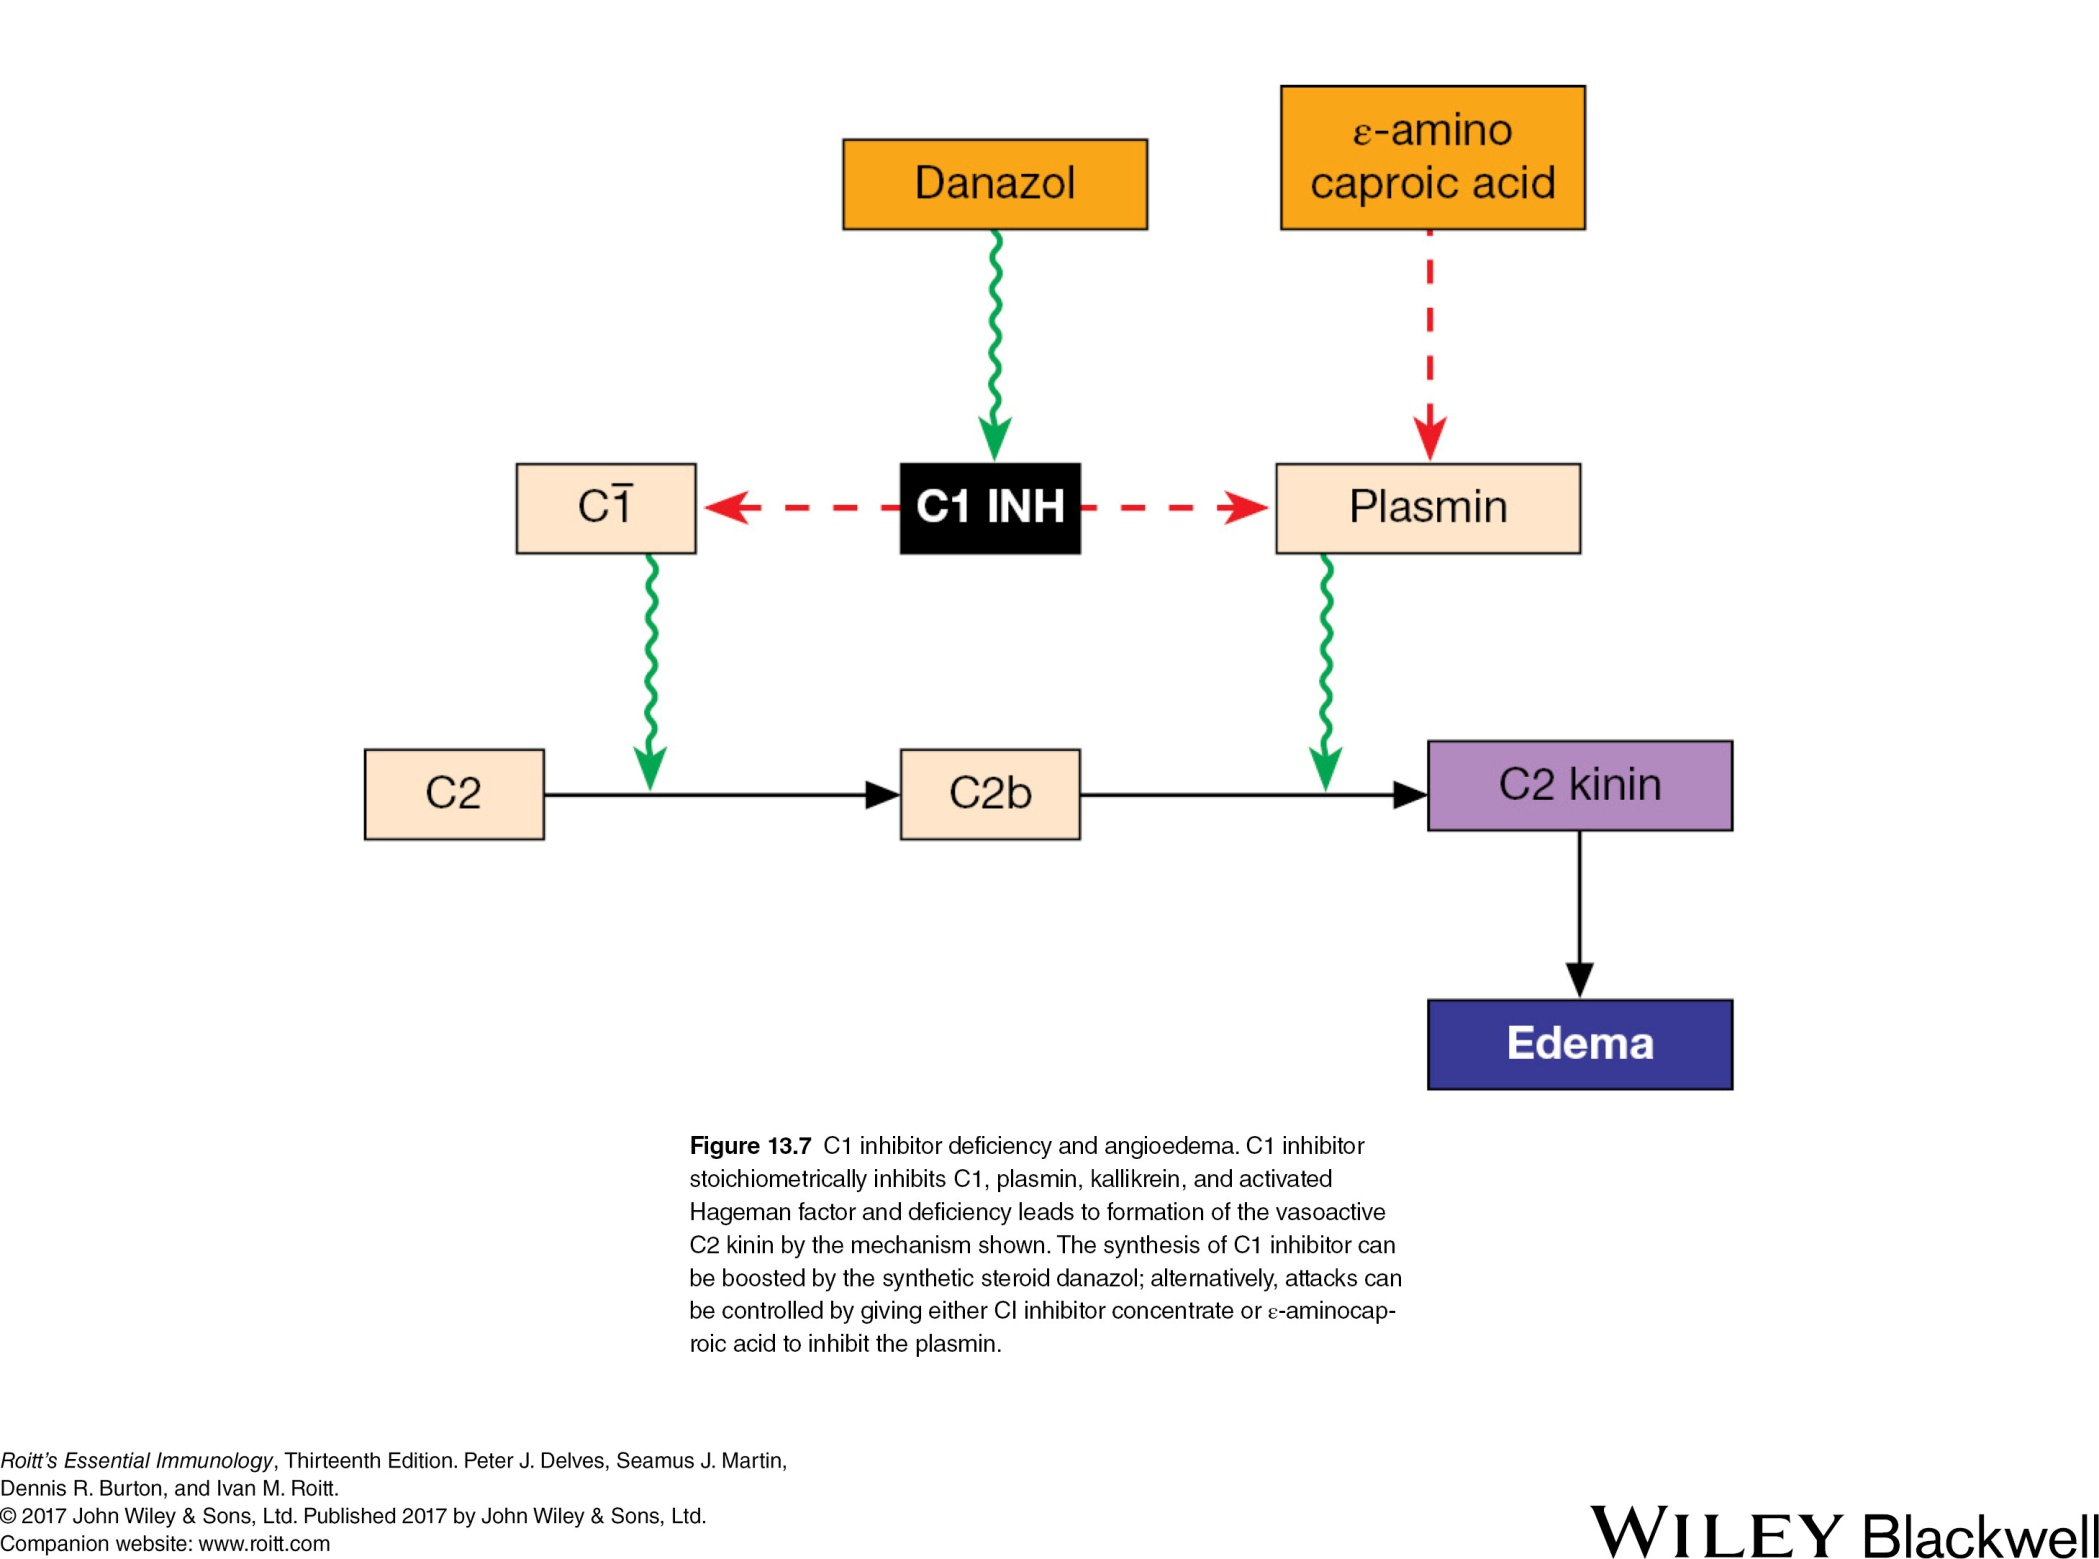 Danazol
ε-amino
caproic acid
C1̅
C1 INH
Plasmin
C2
C2b
C2 kinin
Edema
Figure 13.7 C1 inhibitor deficiency and angioedema. C1 inhibitor
stoichiometrically inhibits C1, plasmin, kallikrein, and activated
Hageman factor and deficiency leads to formation of the vasoactive
C2 kinin by the mechanism shown. The synthesis of C1 inhibitor can
be boosted by the synthetic steroid danazol; alternatively, attacks can
be controlled by giving either CI inhibitor concentrate or ε-aminocap-
roic acid to inhibit the plasmin.
Roitt's Essential Immunology, Thirteenth Edition. Peter J. Delves, Seamus J. Martin,
Dennis R. Burton, and Ivan M. Roitt.
© 2017 John Wiley & Sons, Ltd. Published 2017 by John Wiley & Sons, Ltd.
Companion website: www.roitt.com
WILEY Blackwell